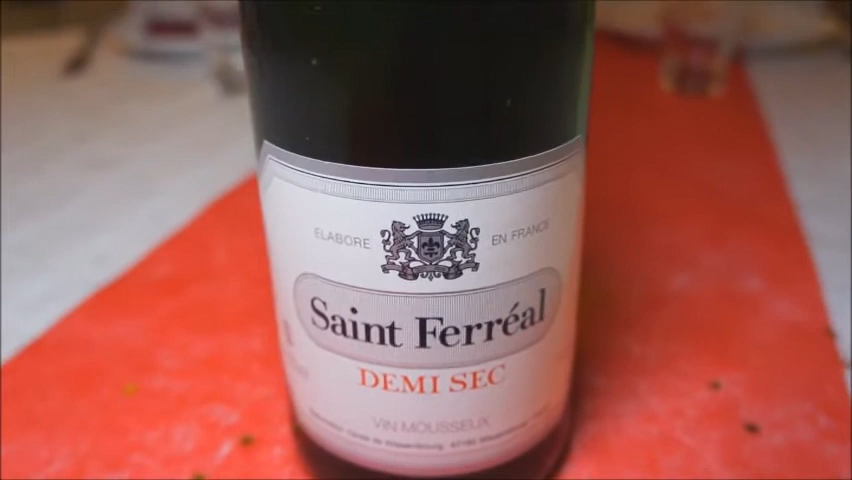 ELABORE EN FRANCE
Saint Ferréal
DEMI SEC
VIN MOUSSEUX